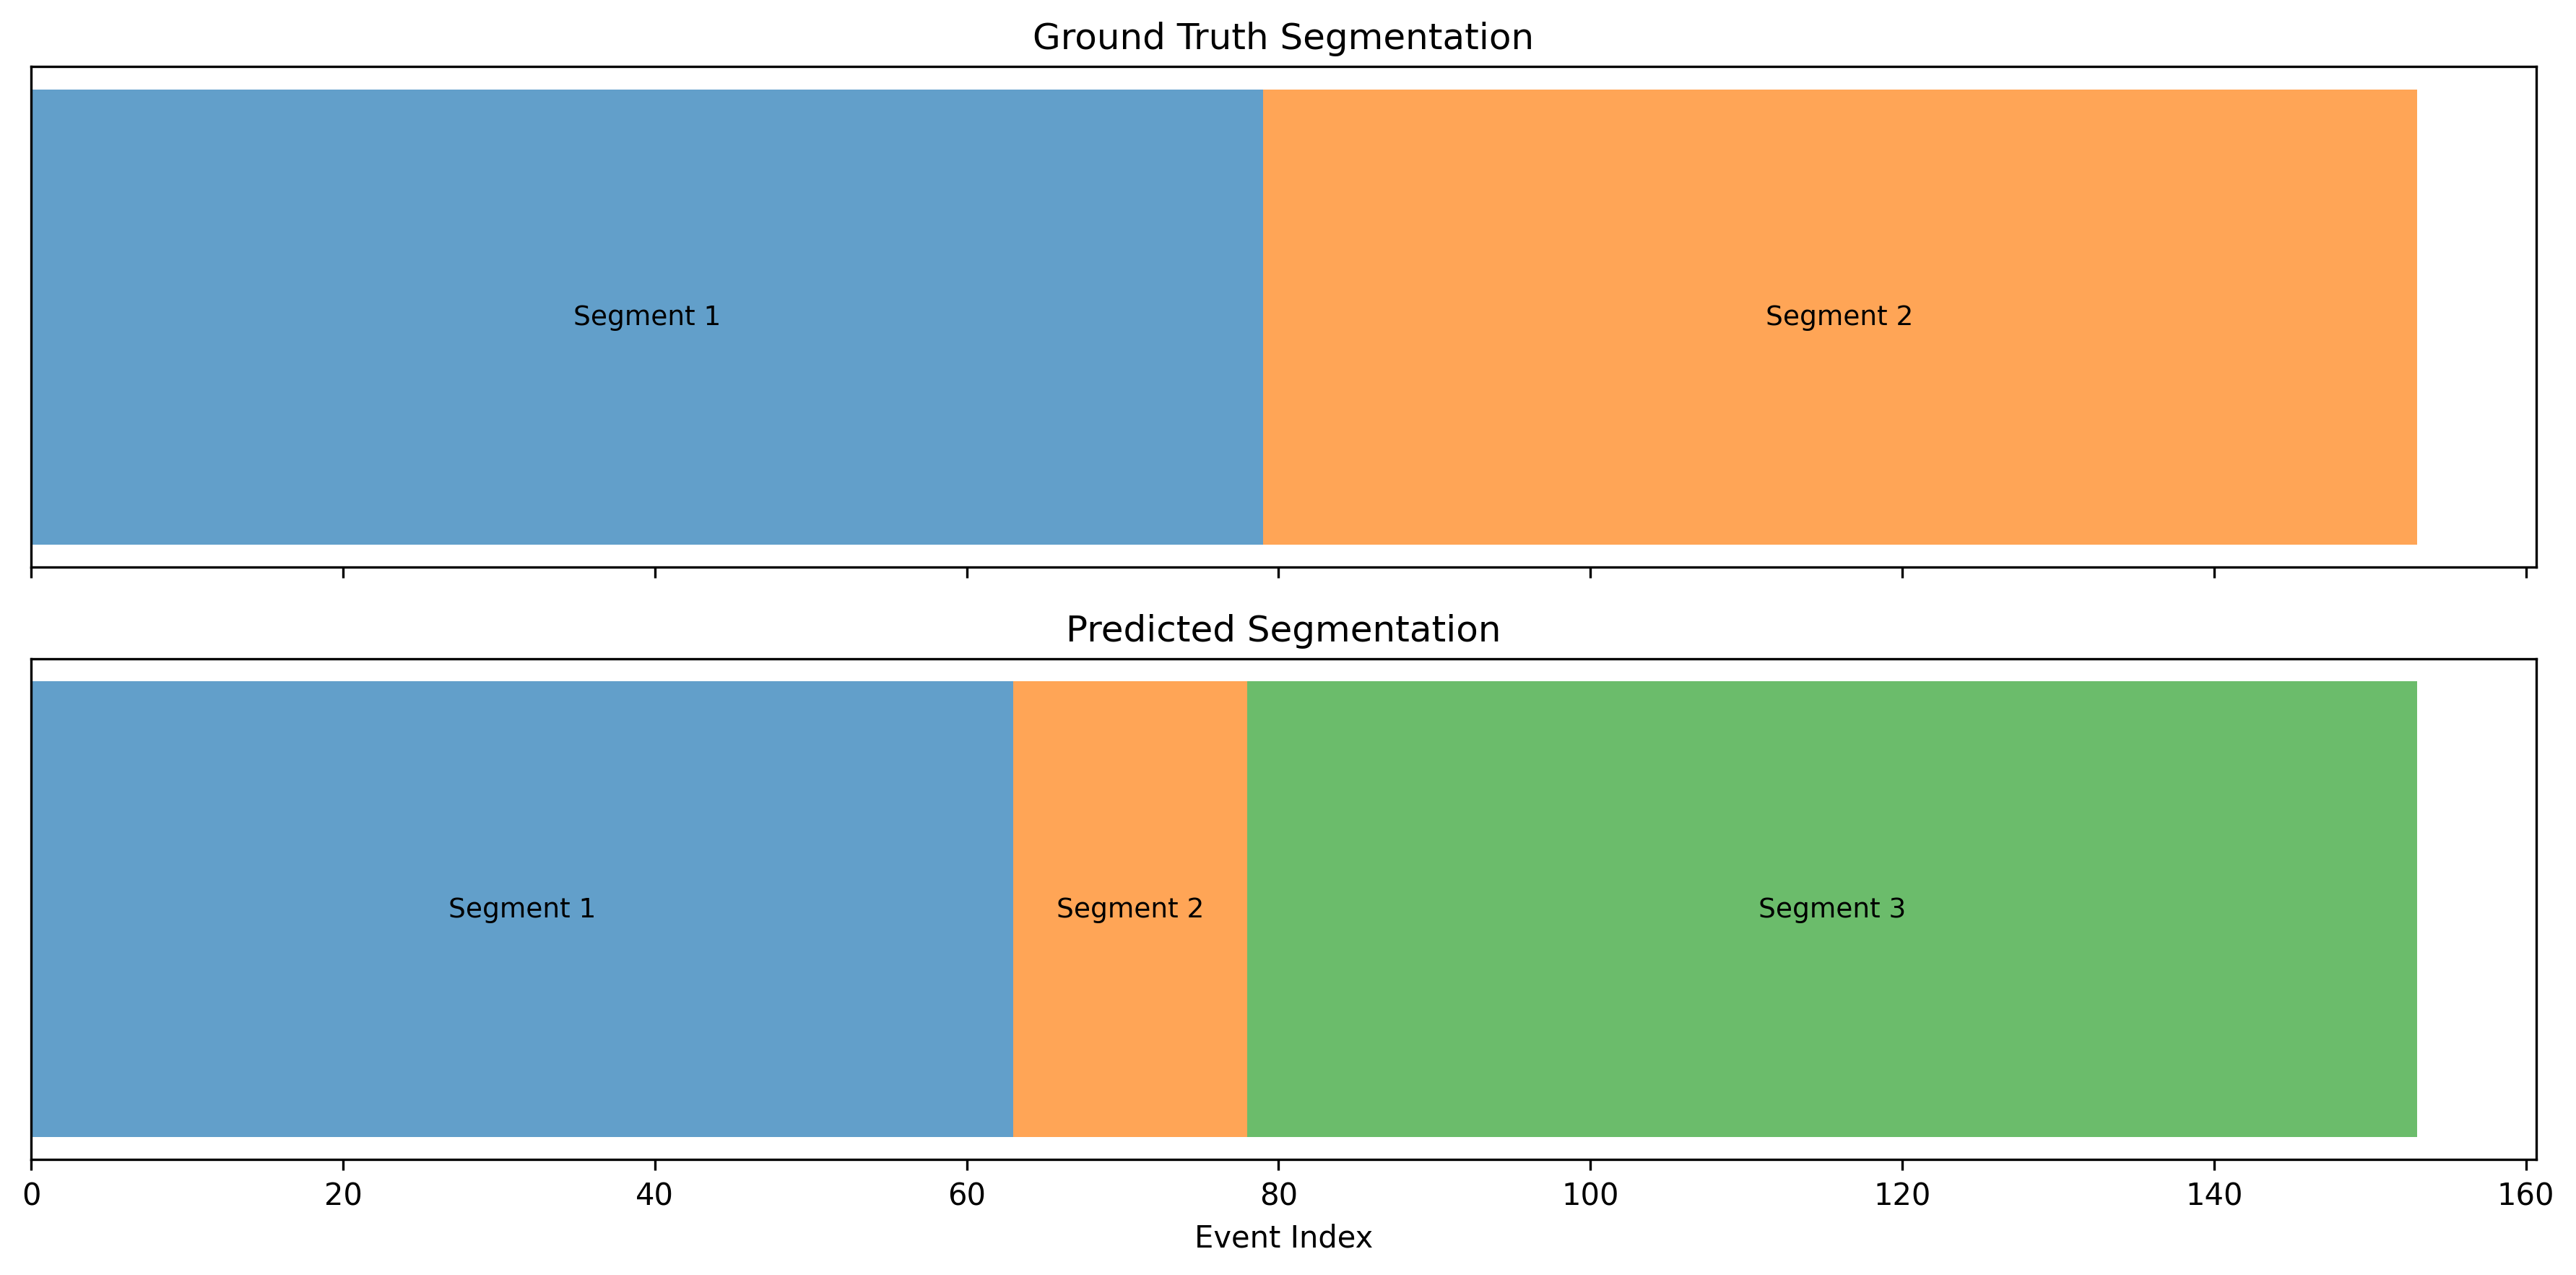 Ground Truth Segmentation
Segment 1 Segment 2
Predicted Segmentation
Segment 1 Segment 2 Segment 3
0 20 40 60 80 100 120 140 160
Event Index